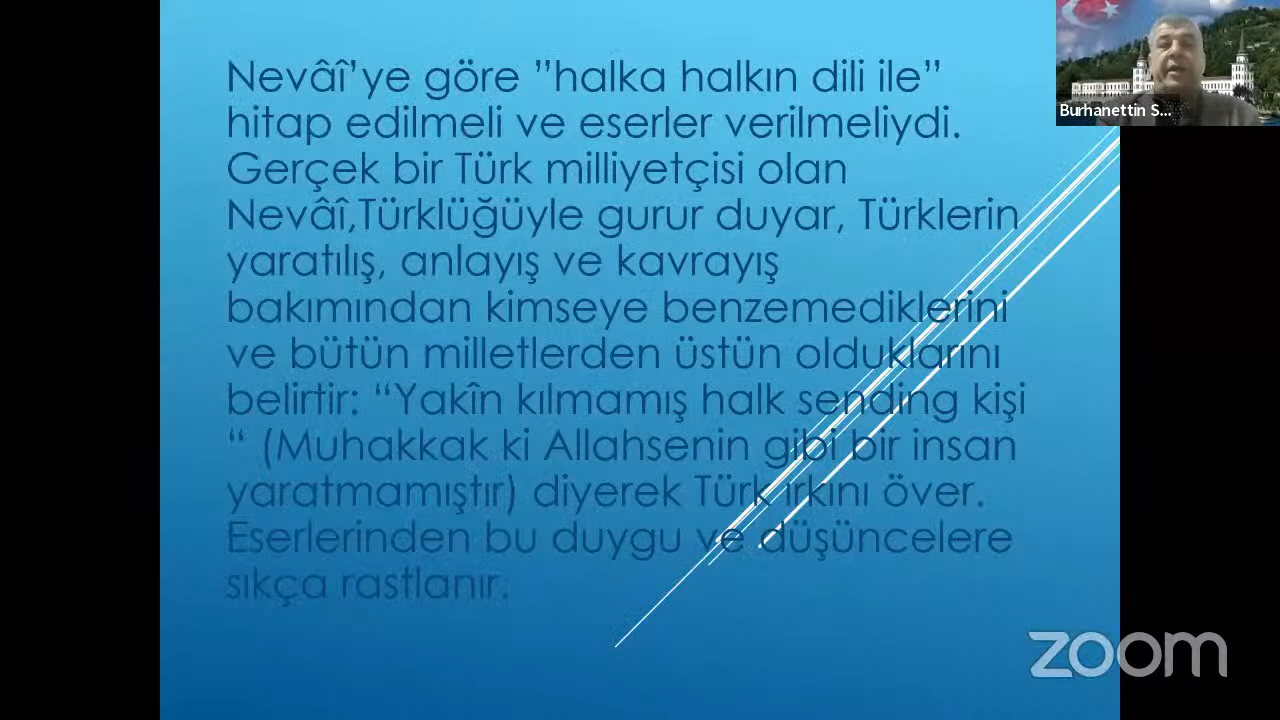 Nevâî’ye göre ”halka halkın dili ile”
hitap edilmeli ve eserler verilmeliydi.
Gerçek bir Türk milliyetçisi olan
Nevâî,Türklüğüyle gurur duyar, Türklerin
yaratılış, anlayış ve kavrayış
bakımından kimseye benzemediklerini
ve bütün milletlerden üstün olduklarını
belirtir: “Yakîn kılmamış halk sending kişi
“ (Muhakkak ki Allahsenin gibi bir insan
yaratmamıştır) diyerek Türk ırkını över.
Eserlerinden bu duygu ve düşüncelere
sıkça rastlanır.
Burhanettin S...
zoom